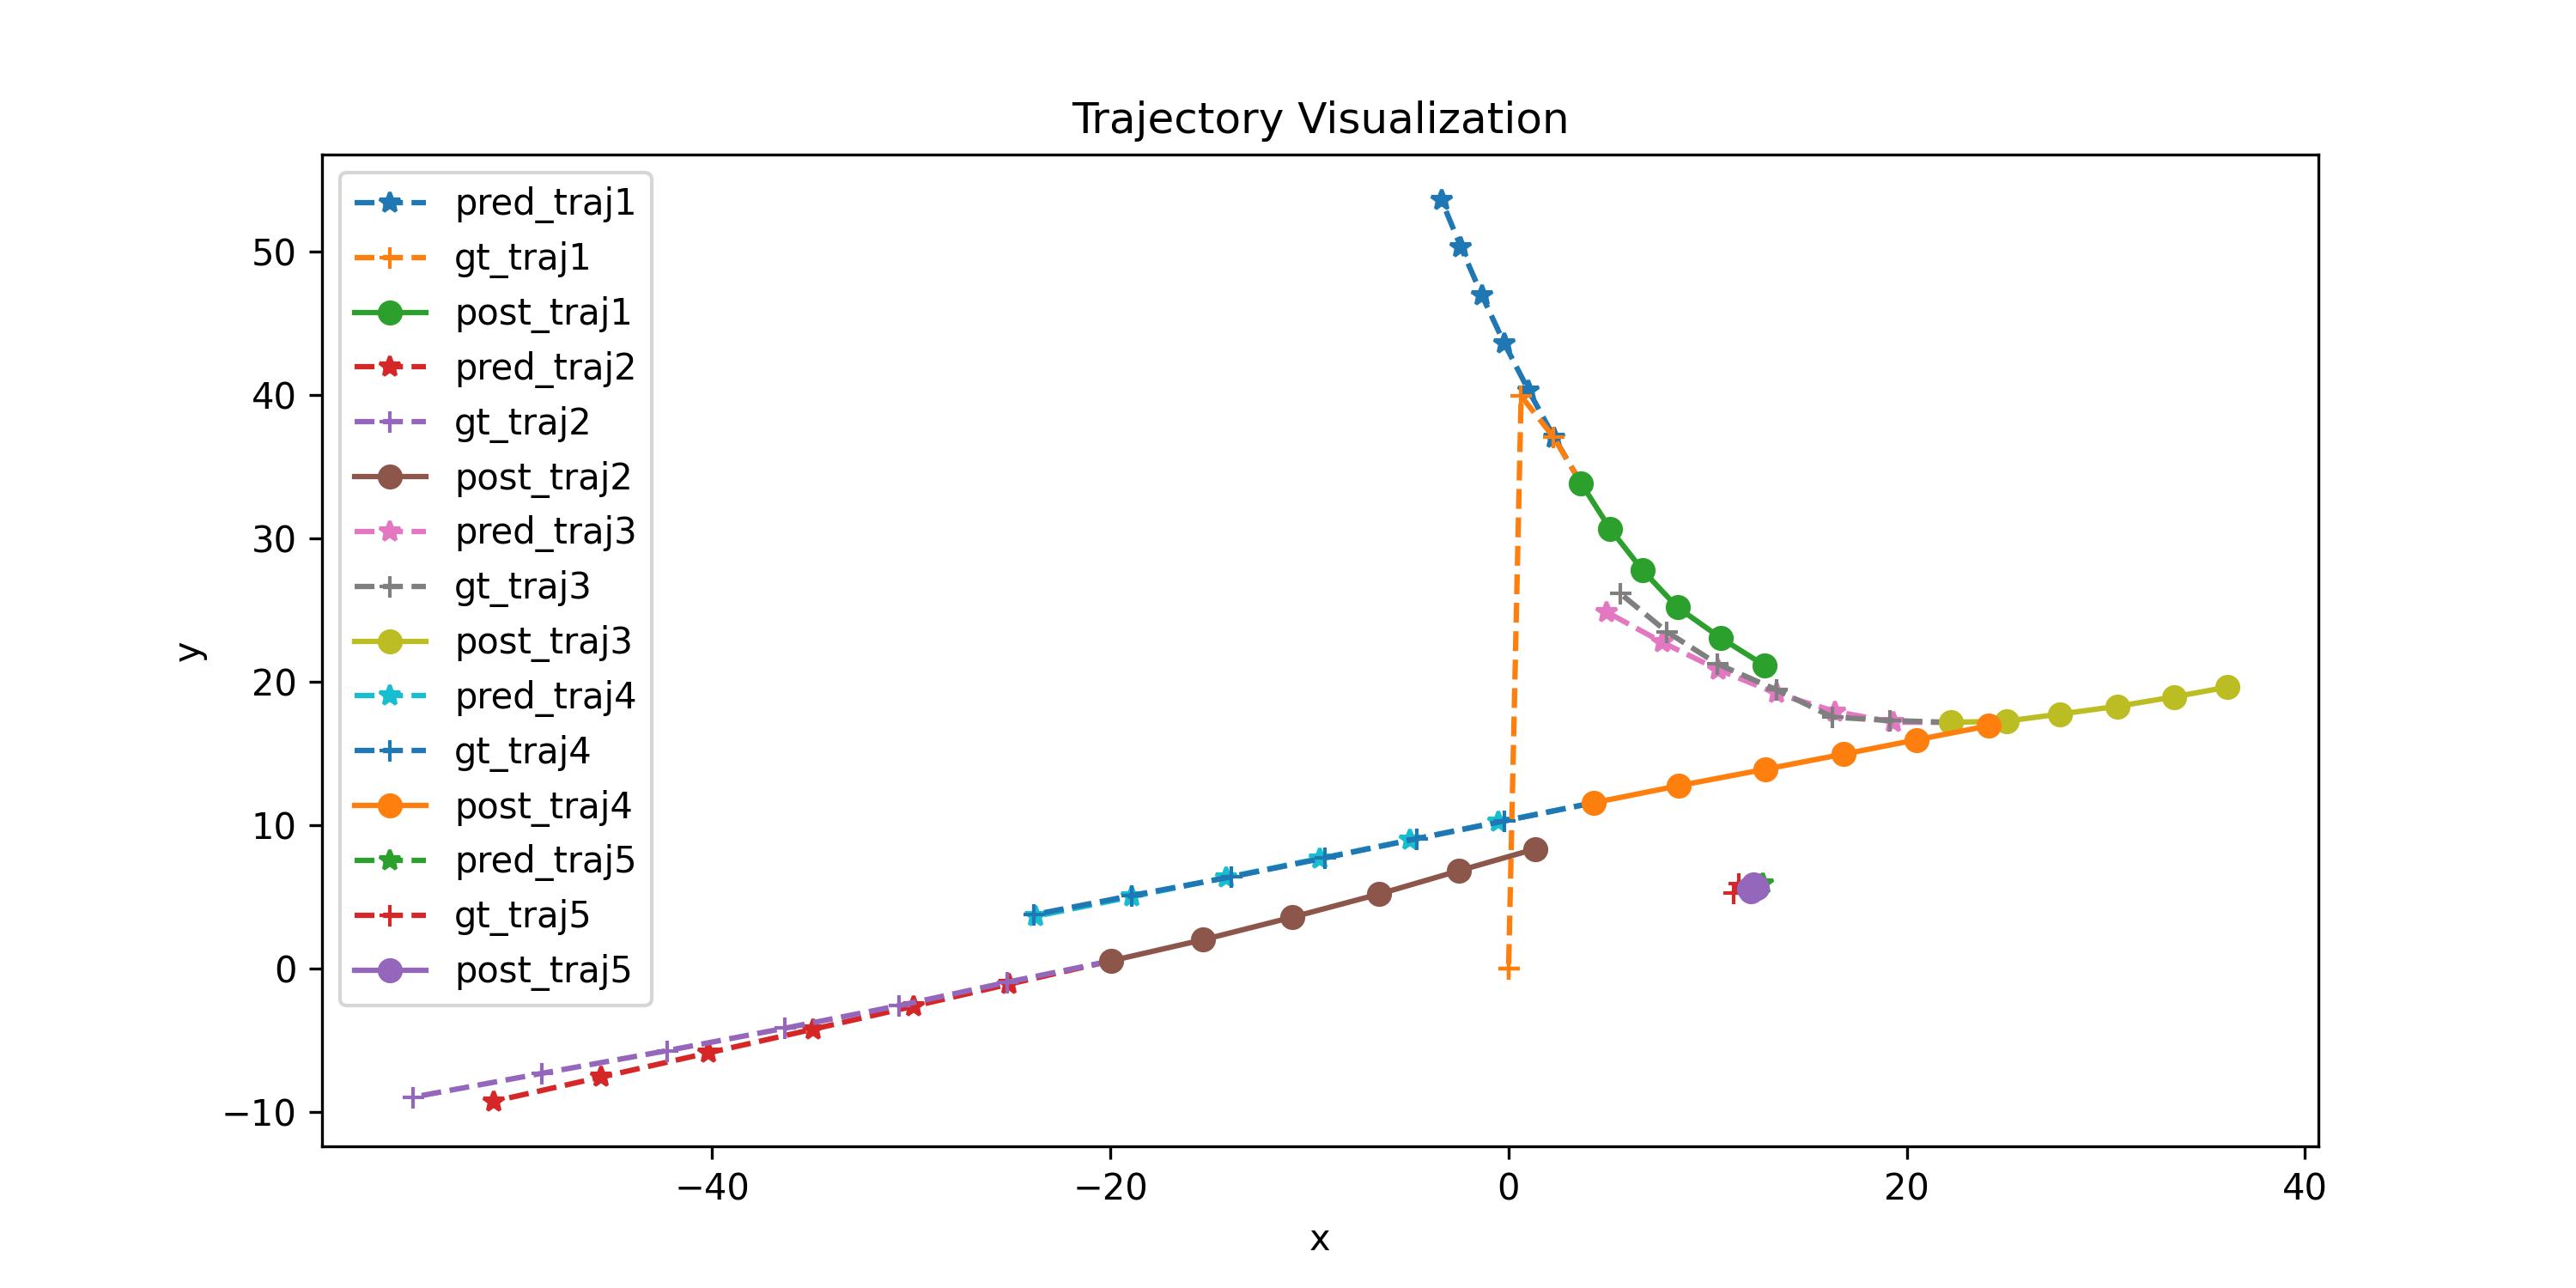 Trajectory Visualization
pred_traj1
gt_traj1
post_traj1
pred_traj2
gt_traj2
post_traj2
pred_traj3
gt_traj3
post_traj3
pred_traj4
gt_traj4
post_traj4
pred_traj5
gt_traj5
post_traj5
50
40
30
20
10
0
−10
y
−40 −20 0 20 40
x